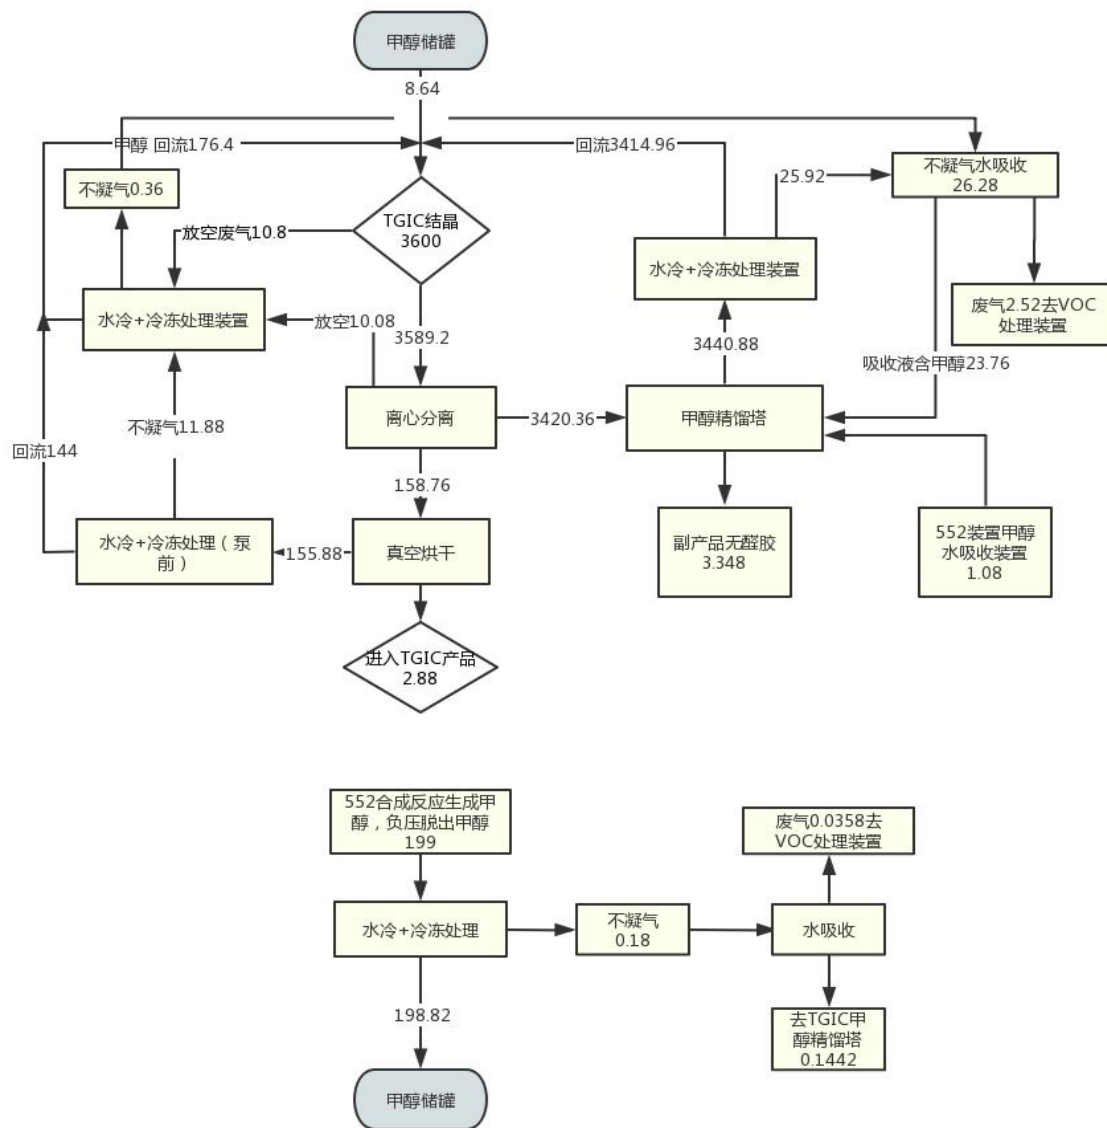 甲醇储罐
8.64
甲醇 回流176.4
回流3414.96
不凝气0.36
25.92
不凝气水吸收
26.28
TGIC结晶
3600
放空废气10.8
水冷+冷冻处理装置
水冷+冷冻处理装置
放空10.08
3589.2
废气2.52去VOC
处理装置
3440.88
吸收液含甲醇23.76
不凝气11.88
离心分离
3420.36
甲醇精馏塔
回流144
158.76
水冷+冷冻处理（泵
前）
155.88
真空烘干
副产品无醛胶
3.348
552装置甲醇
水吸收装置
1.08
进入TGIC产品
2.88
552合成反应生成甲
醇，负压脱出甲醇
199
废气0.0358去
VOC处理装置
水冷+冷冻处理
不凝气
0.18
水吸收
198.82
去TGIC甲
醇精馏塔
0.1442
甲醇储罐